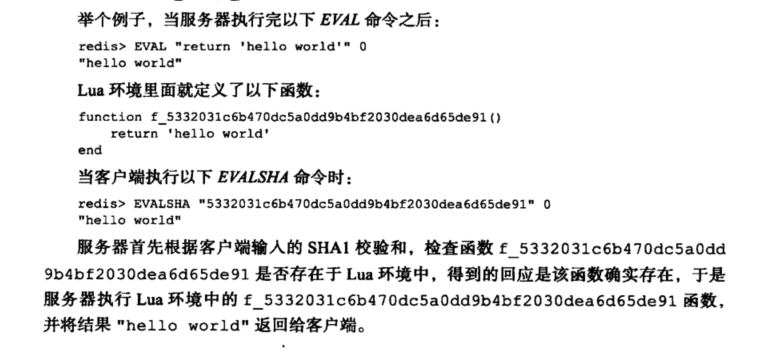 举个例子，当服务器执行完以下 EVAL 命令之后：
redis> EVAL "return 'hello world'" 0
"hello world"
Lua 环境里面就定义了以下函数：
function f_5332031c6b470dc5a0dd9b4bf2030dea6d65de91()
    return 'hello world'
end
当客户端执行以下 EVALSHA 命令时：
redis> EVALSHA "5332031c6b470dc5a0dd9b4bf2030dea6d65de91" 0
"hello world"
服务器首先根据客户端输入的 SHA1 校验和，检查函数 f_5332031c6b470dc5a0dd
9b4bf2030dea6d65de91 是否存在于 Lua 环境中，得到的回应是该函数确实存在，于是
服务器执行 Lua 环境中的 f_5332031c6b470dc5a0dd9b4bf2030dea6d65de91 函数，
并将结果 "hello world" 返回给客户端。